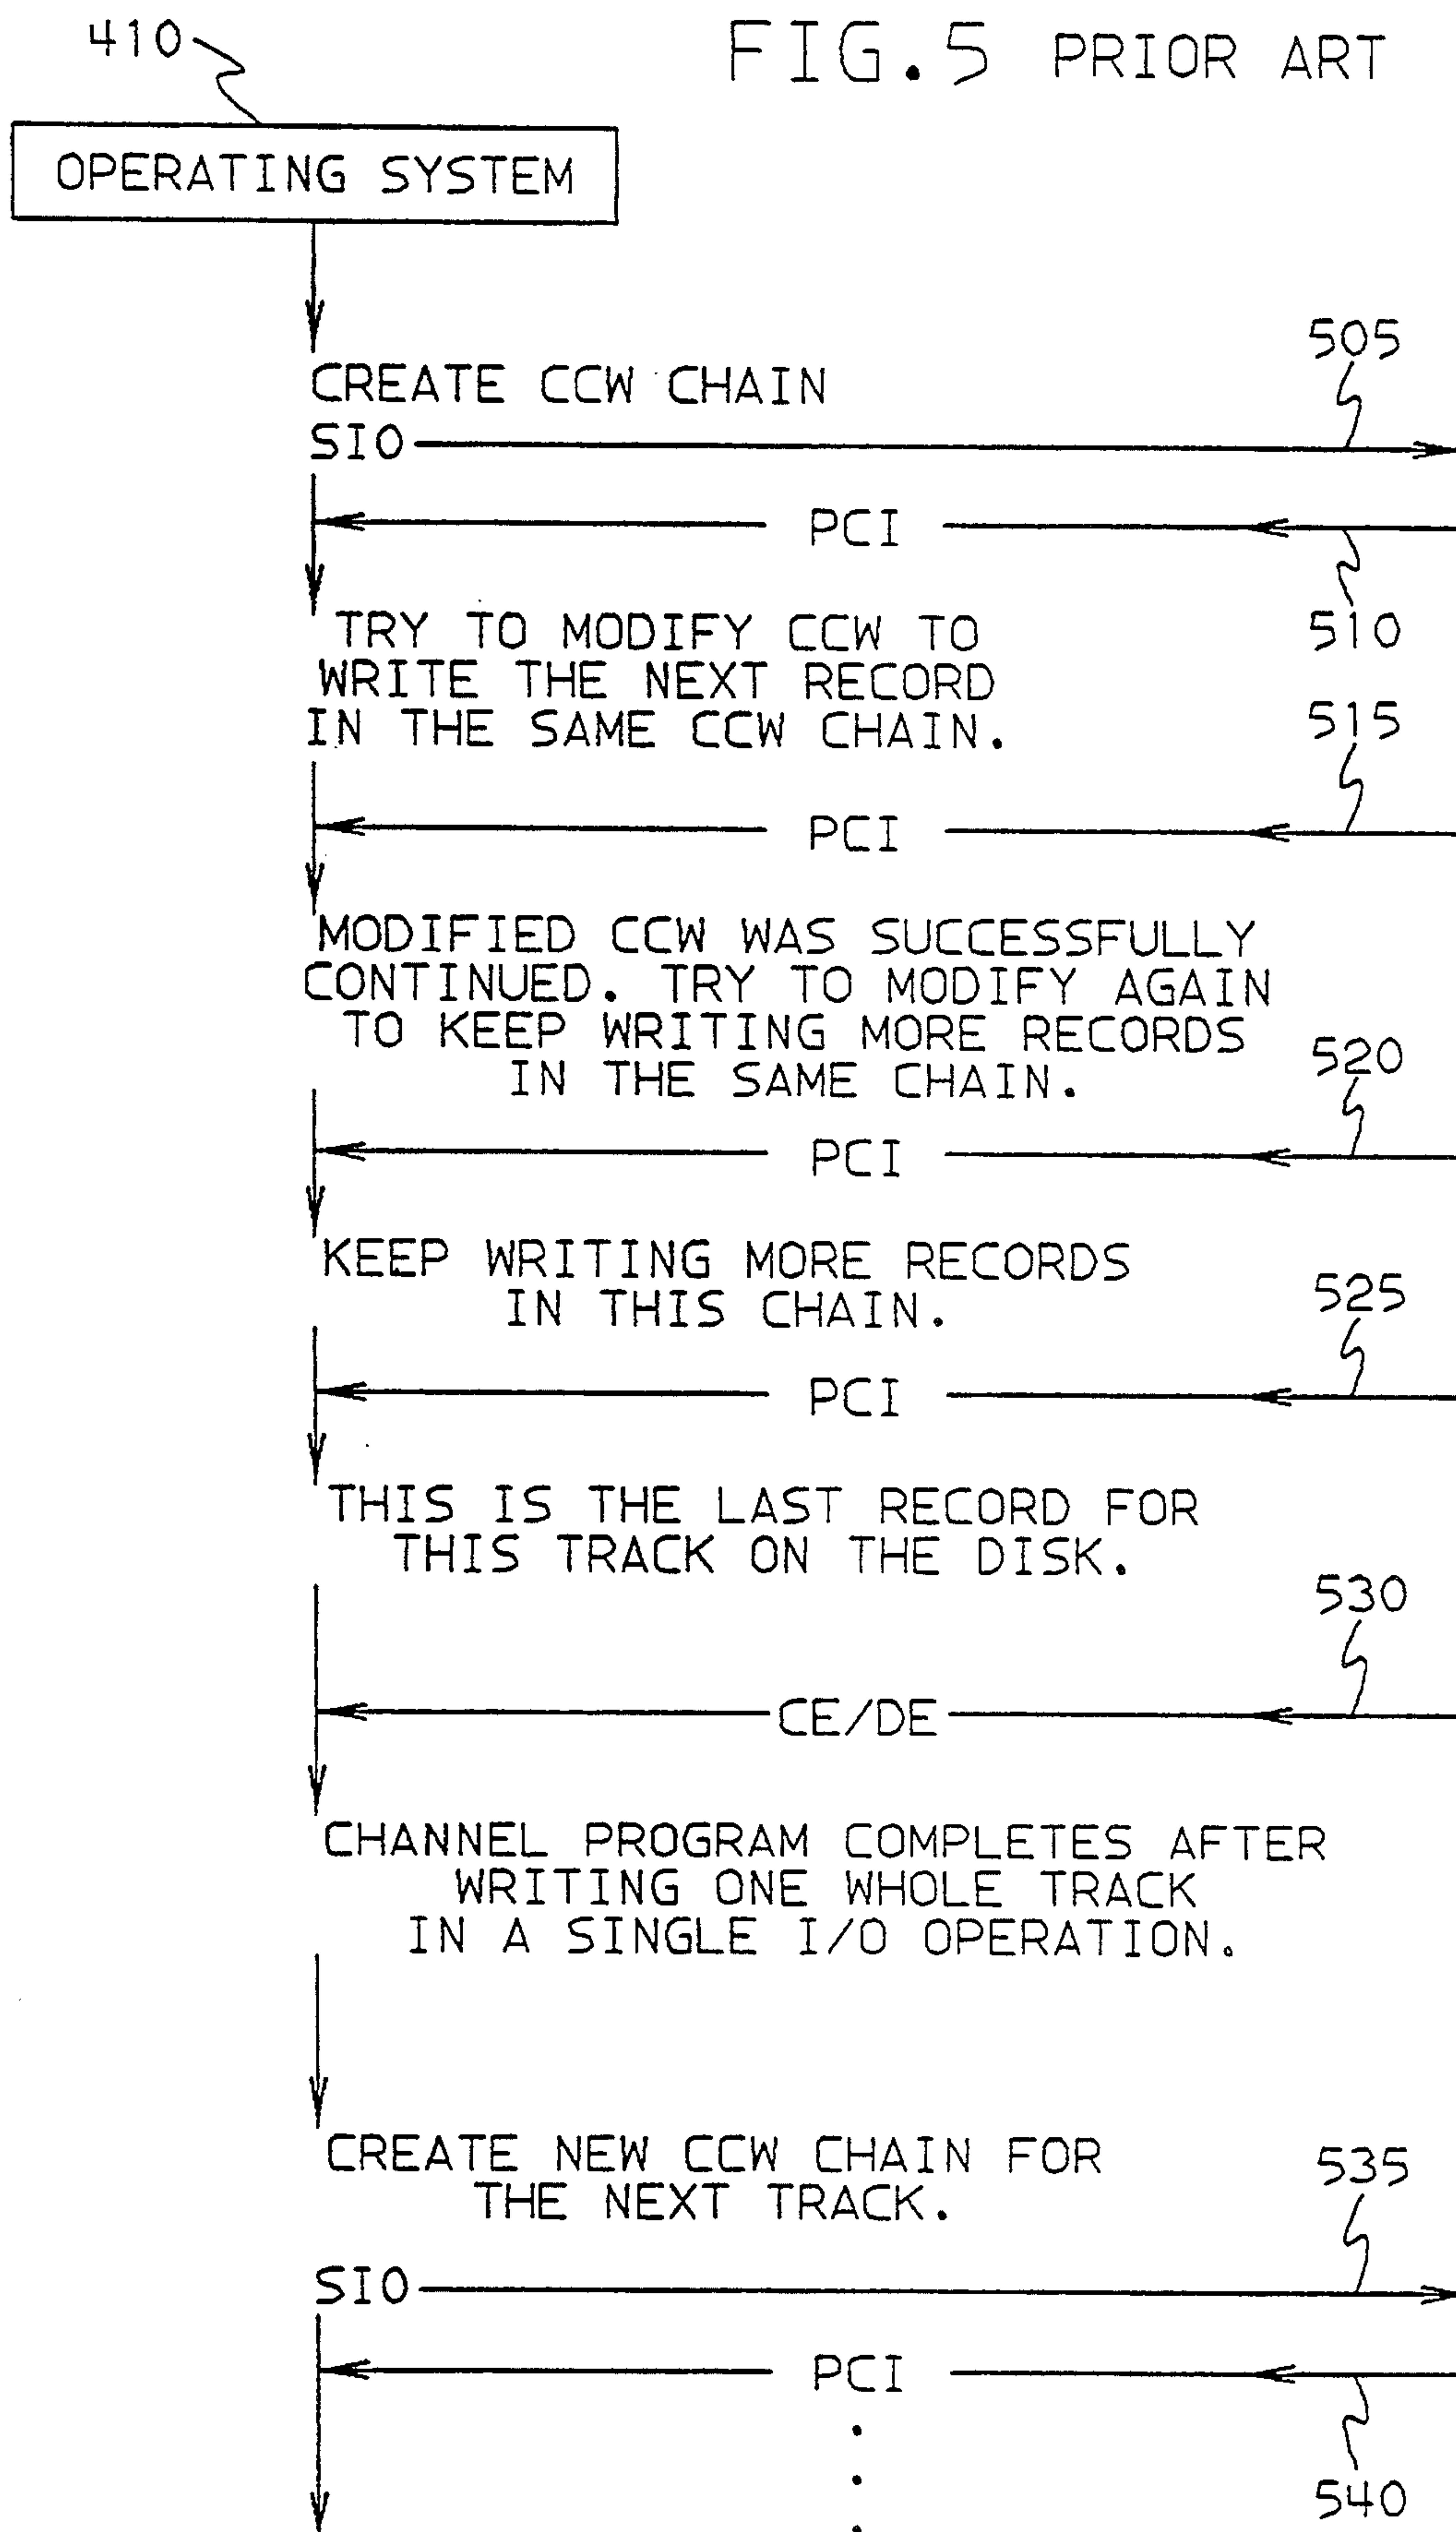 410
FIG.5 PRIOR ART
OPERATING SYSTEM
505
CREATE CCW CHAIN
SIO
PCI
510
TRY TO MODIFY CCW TO
WRITE THE NEXT RECORD
IN THE SAME CCW CHAIN.
515
PCI
MODIFIED CCW WAS SUCCESSFULLY
CONTINUED. TRY TO MODIFY AGAIN
TO KEEP WRITING MORE RECORDS
IN THE SAME CHAIN.
520
PCI
KEEP WRITING MORE RECORDS
IN THIS CHAIN.
525
PCI
THIS IS THE LAST RECORD FOR
THIS TRACK ON THE DISK.
530
CE/DE
CHANNEL PROGRAM COMPLETES AFTER
WRITING ONE WHOLE TRACK
IN A SINGLE I/O OPERATION.
CREATE NEW CCW CHAIN FOR
THE NEXT TRACK.
535
SIO
PCI
540